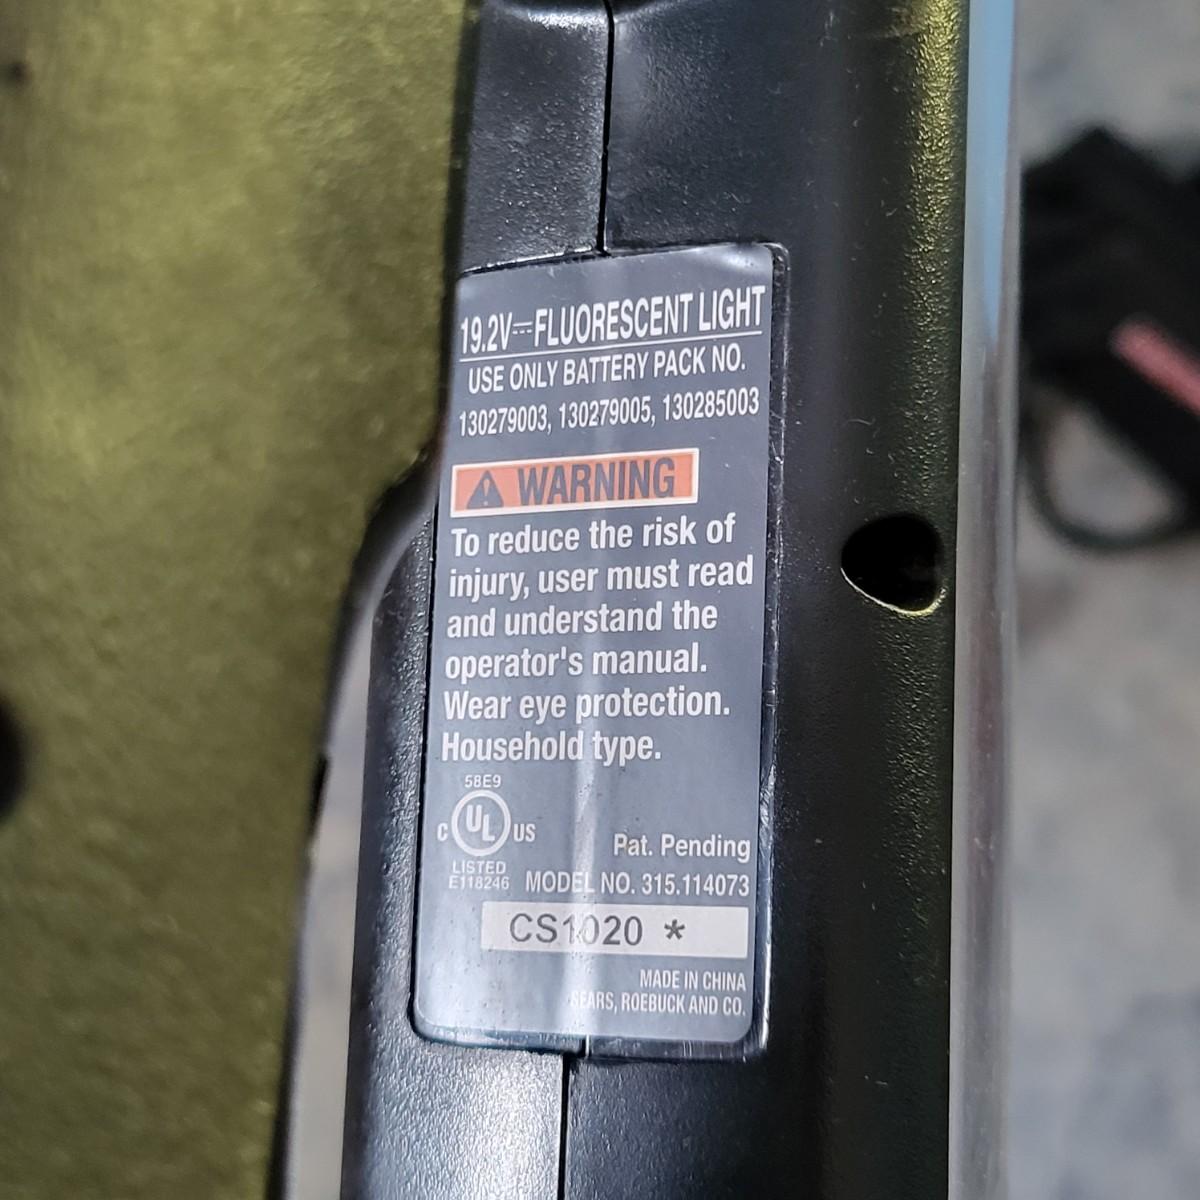 19.2V⎓FLUORESCENT LIGHT
USE ONLY BATTERY PACK NO.
130279003, 130279005, 130285003
WARNING
To reduce the risk of
injury, user must read
and understand the
operator's manual.
Wear eye protection.
Household type.
58E9
C UL US
LISTED
E118246
Pat. Pending
MODEL NO. 315.114073
CS1020 *
MADE IN CHINA
SEARS, ROEBUCK AND CO.